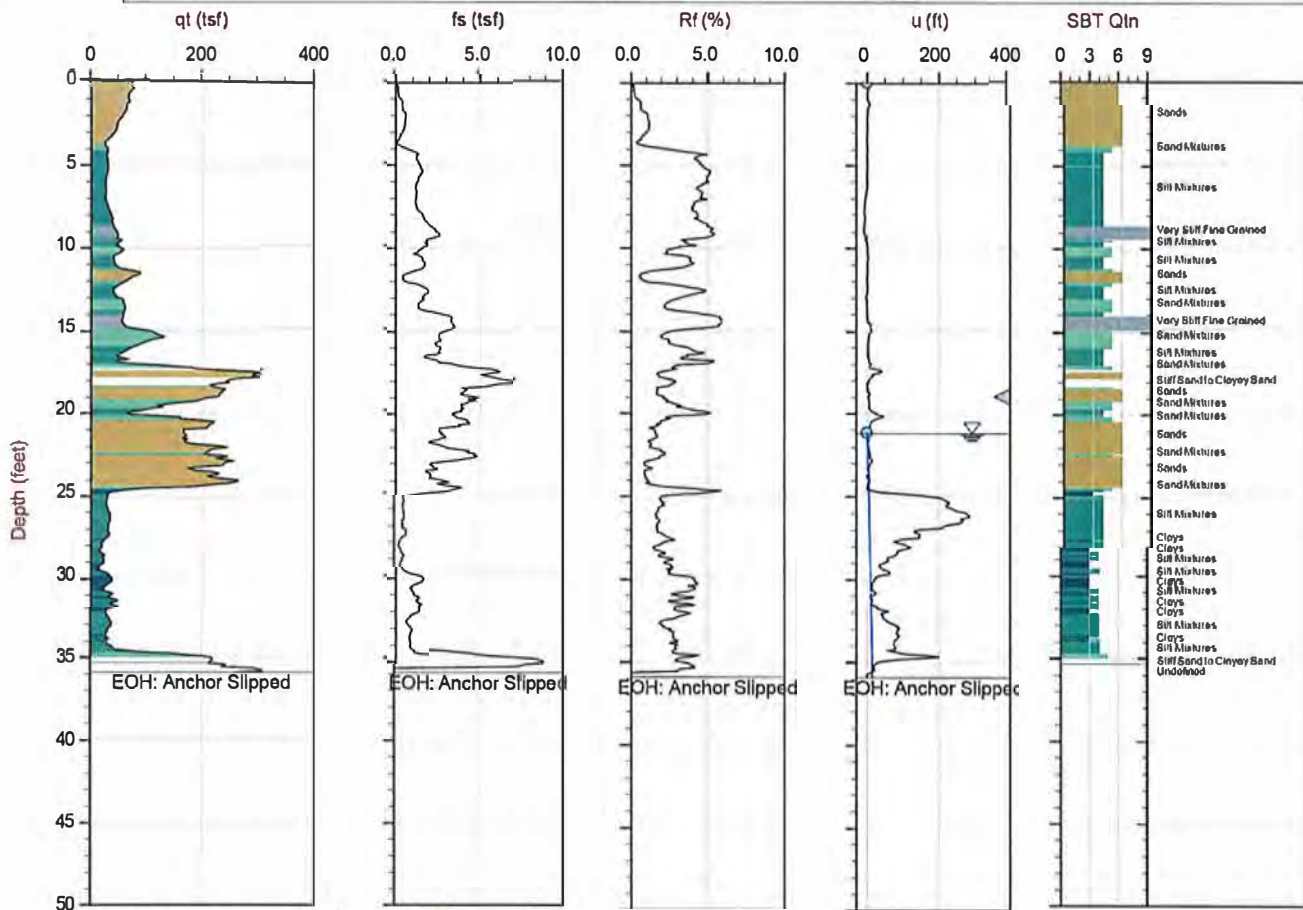 qt (tsf)
fs (tsf)
Rf (%)
u (ft)
SBT Qtn
0 200 400
0.0 5.0 10.0
0.0 5.0 10.0
0 200 400
0 3 6 9
Depth (feet)
0
5
10
15
20
25
30
35
40
45
50
EOH: Anchor Slipped
EOH: Anchor Slipped
EOH: Anchor Slipped
EOH: Anchor Slipped
Sands
Sand Mixtures
Silt Mixtures
Very Stiff Fine Grained
Silt Mixtures
Silt Mixtures
Sands
Silt Mixtures
Sand Mixtures
Very Stiff Fine Grained
Sand Mixtures
Silt Mixtures
Sand Mixtures
Stiff Sand to Clayey Sand
Sands
Sand Mixtures
Sand Mixtures
Sands
Sand Mixtures
Sands
Sand Mixtures
Silt Mixtures
Clays
Clays
Silt Mixtures
Silt Mixtures
Clays
Silt Mixtures
Clays
Clays
Silt Mixtures
Clays
Silt Mixtures
Stiff Sand to Clayey Sand
Undefined